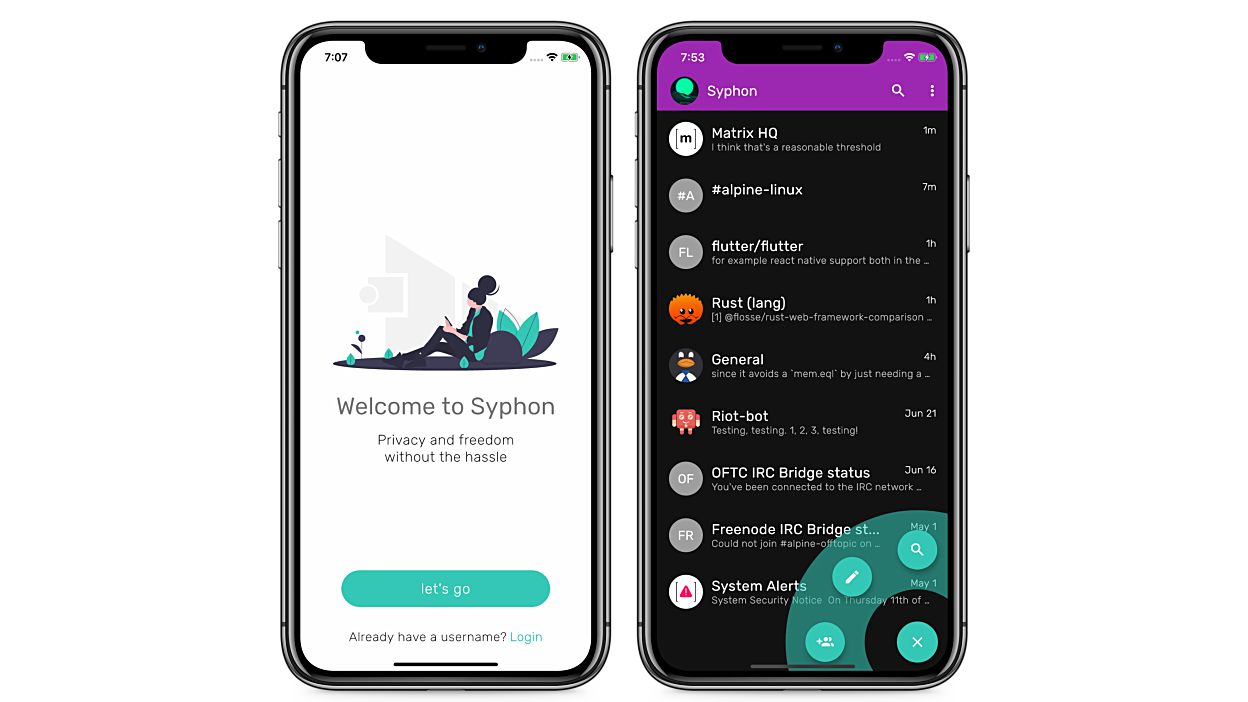 7:07
Welcome to Syphon
Privacy and freedom
without the hassle
let's go
Already have a username? Login
7:53
Syphon
[m]
Matrix HQ
1m
I think that's a reasonable threshold
#A
#alpine-linux
7m
FL
flutter/flutter
1h
for example react native support both in the …
Rust (lang)
1h
[1] @flosse/rust-web-framework-comparison …
General
4h
since it avoids a `mem.eql` by just needing a …
Riot-bot
Jun 21
Testing, testing. 1, 2, 3, testing!
OF
OFTC IRC Bridge status
Jun 16
You've been connected to the IRC network …
FR
Freenode IRC Bridge st...
May 1
Could not join #alpine-offtopic on …
System Alerts
May 1
System Security Notice On Thursday 11th of …